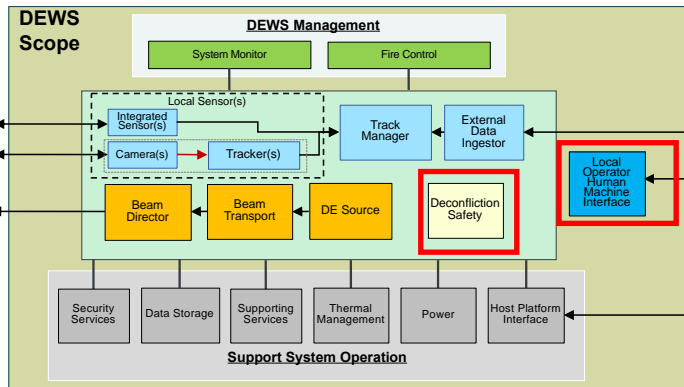 DEWS
Scope
DEWS Management
System Monitor
Fire Control
Local Sensor(s)
Integrated
Sensor(s)
Camera(s)
Tracker(s)
Track
Manager
External
Data
Ingestor
Local
Operator
Human
Machine
Interface
Beam
Director
Beam
Transport
DE Source
Deconfliction
Safety
Security
Services
Data Storage
Supporting
Services
Thermal
Management
Power
Host Platform
Interface
Support System Operation